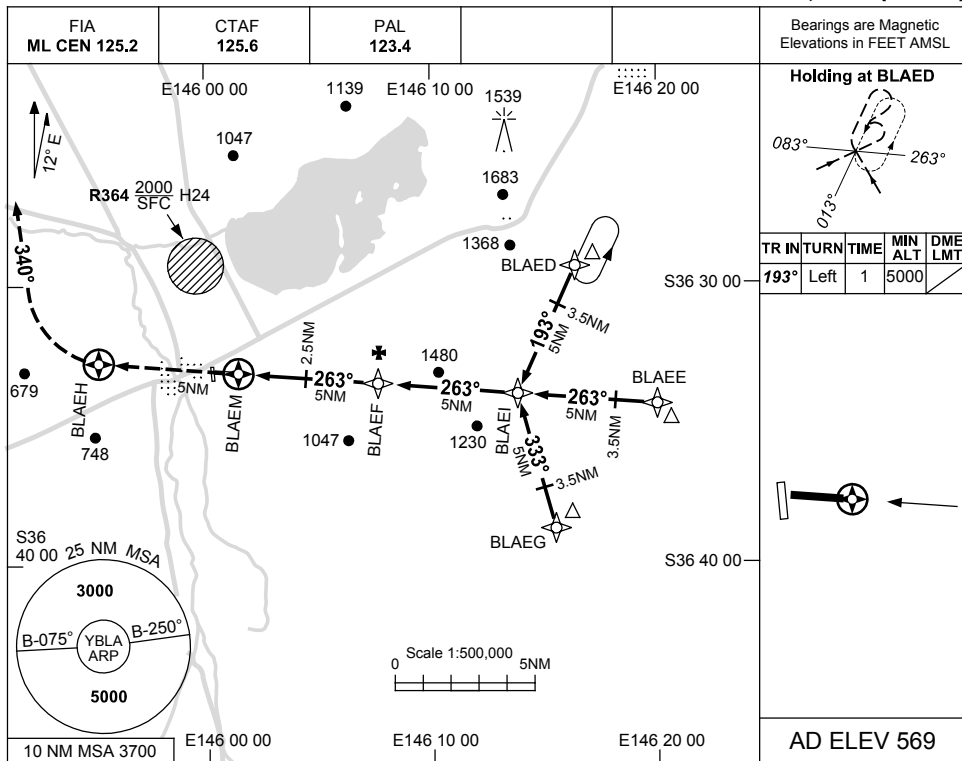 FIA
ML CEN 125.2
CTAF
125.6
PAL
123.4
Bearings are Magnetic
Elevations in FEET AMSL
E146 00 00
E146 10 00
E146 20 00
1139
1539
12° E
1047
R364 2000 SFC H24
1683
1368
BLAED
S36 30 00
340°
193°
5NM
3.5NM
2.5NM
1480
BLAEE
679
BLAEH
5NM
BLAEM
263°
5NM
BLAEF
263°
5NM
BLAEI
263°
5NM
3.5NM
748
1047
1230
333°
5NM
3.5NM
BLAEG
S36
40 00
S36 40 00
25 NM MSA
3000
B-075°
B-250°
YBLA
ARP
5000
Scale 1:500,000
0
5NM
10 NM MSA 3700
E146 00 00
E146 10 00
E146 20 00
Holding at BLAED
083°
263°
013°
TR IN TURN TIME MIN ALT DME LMT
193° Left 1 5000
AD ELEV 569